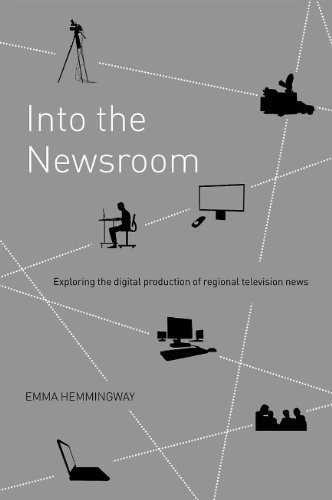 Into the
Newsroom
Exploring the digital production of regional television news
EMMA HEMMINGWAY